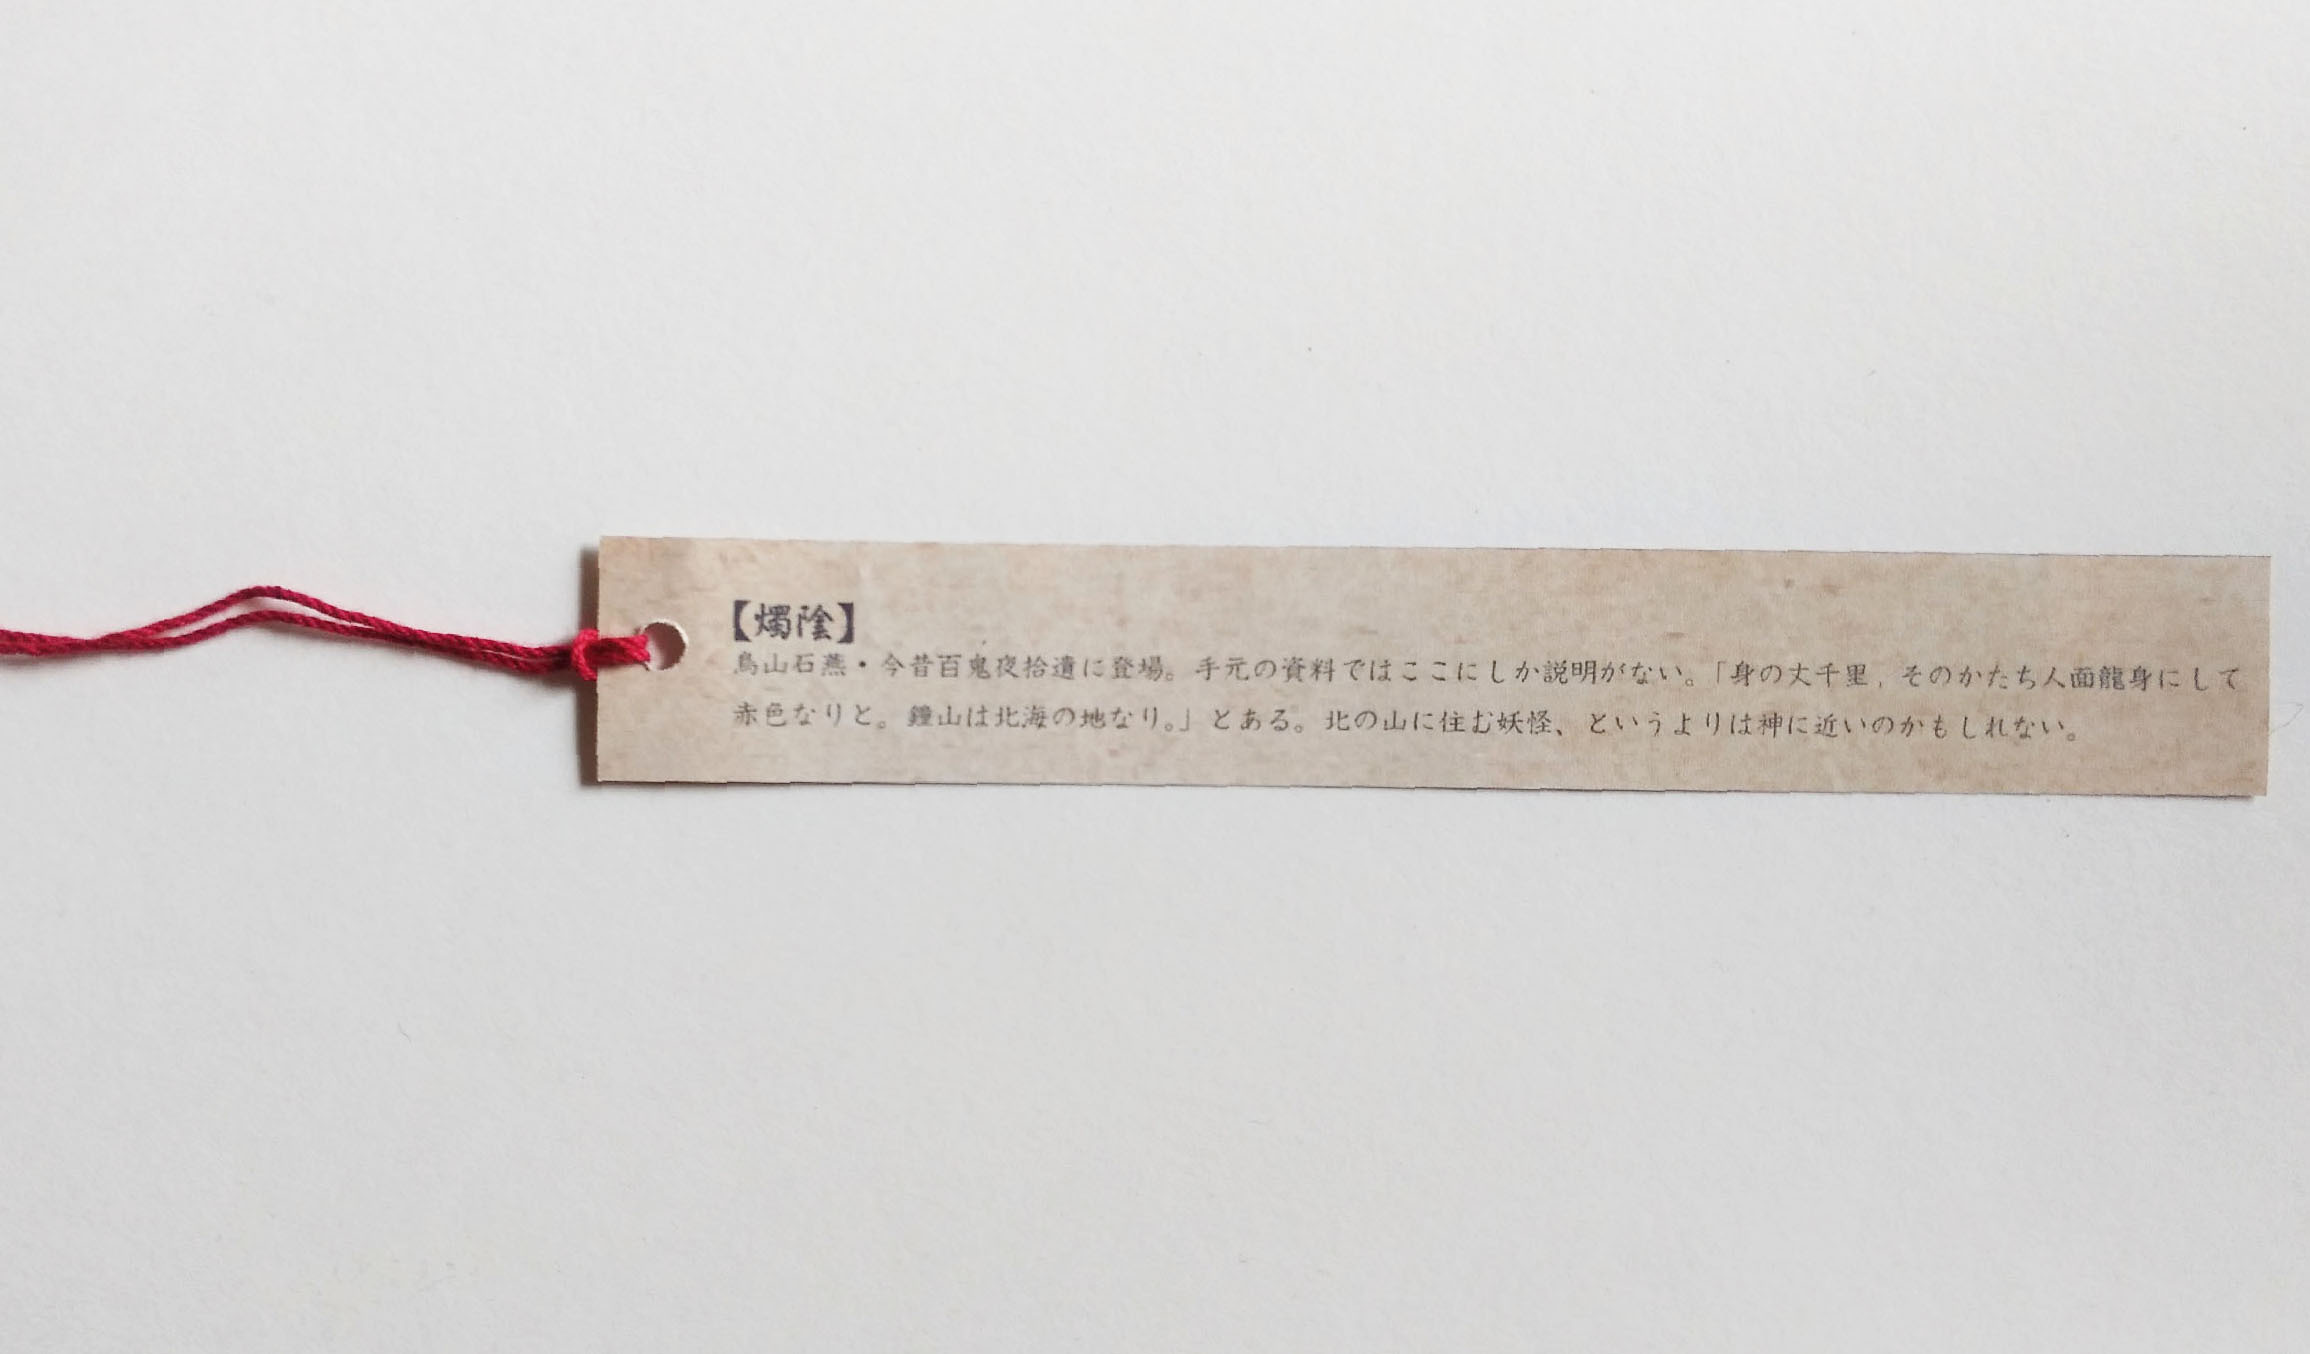 【燭陰】
鳥山石燕・今昔百鬼夜拾遺に登場。手元の資料ではここにしか説明がない。「身の丈千里, そのかたち人面龍身にして
赤色なりと。鐘山は北海の地なり。」とある。北の山に住む妖怪、というよりは神に近いのかもしれない。